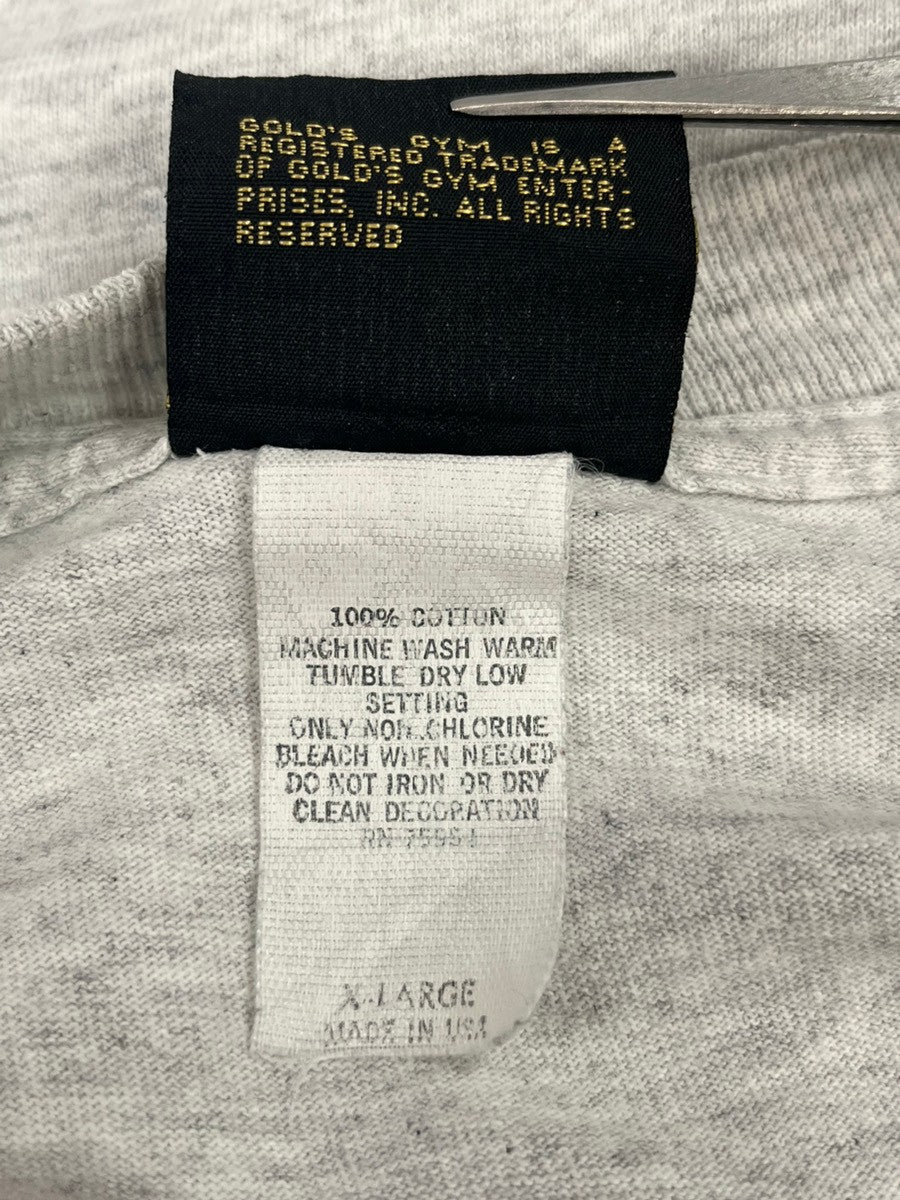 GOLD'S GYM IS A
REGISTERED TRADEMARK
OF GOLD'S GYM ENTER-
PRISES, INC. ALL RIGHTS
RESERVED
100% COTTON
MACHINE WASH WARM
TUMBLE DRY LOW
SETTING
ONLY NON-CHLORINE
BLEACH WHEN NEEDED
DO NOT IRON OR DRY
CLEAN DECORATION
RN
X-LARGE
MADE IN USA